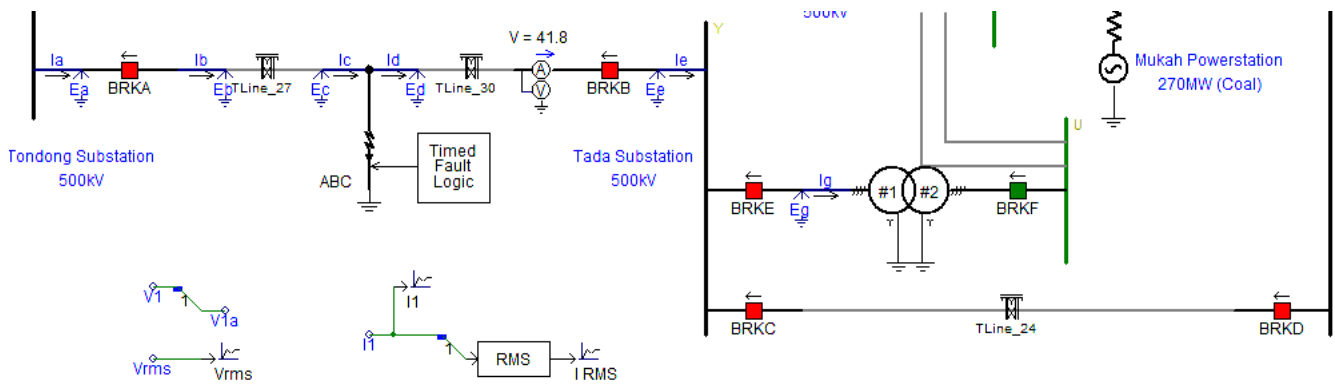 500kV
Y
V = 41.8
Ia
Ib
Ic
Id
A
Ie
V
Ea
BRKA
Eb
TLine_27
Ec
Ed
TLine_30
BRKB
Ee
Mukah Powerstation
270MW (Coal)
U
Tondong Substation
500kV
ABC
Timed
Fault
Logic
Tada Substation
500kV
Ig
#1
#2
BRKE
Eg
BRKF
Y
Y
V1
1
V1a
I1
I1
1
RMS
I RMS
Vrms
Vrms
BRKC
TLine_24
BRKD